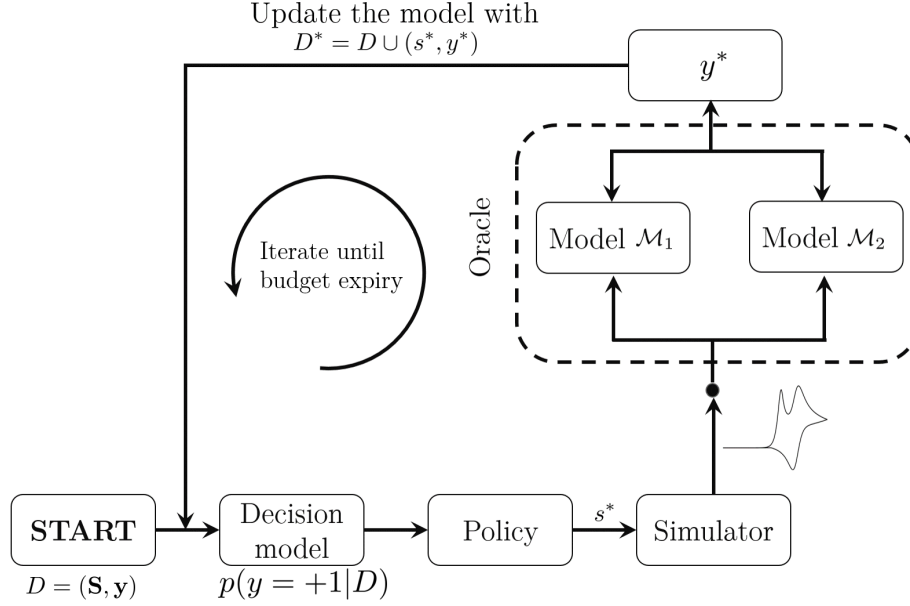 Update the model with
D* = D ∪ (s*, y*)
y*
Oracle
Model M₁
Model M₂
Iterate until
budget expiry
START
D = (S, y)
Decision
model
p(y = +1|D)
Policy
s*
Simulator